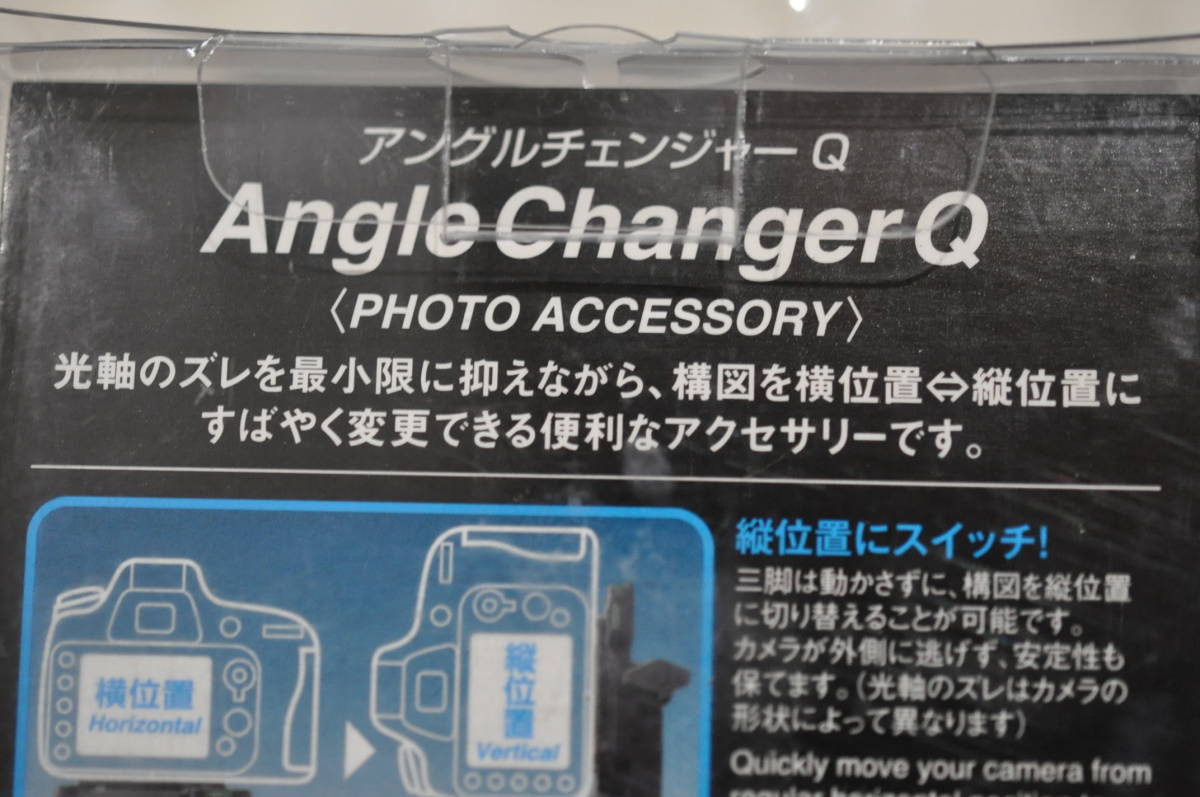 アングルチェンジャー Q
Angle Changer Q
〈PHOTO ACCESSORY〉
光軸のズレを最小限に抑えながら、構図を横位置⇔縦位置に
すばやく変更できる便利なアクセサリーです。
横位置
Horizontal
縦位置
Vertical
縦位置にスイッチ!
三脚は動かさずに、構図を縦位置
に切り替えることが可能です。
カメラが外側に逃げず、安定性も
保てます。(光軸のズレはカメラの
形状によって異なります)
Quickly move your camera from
regular horizontal position to